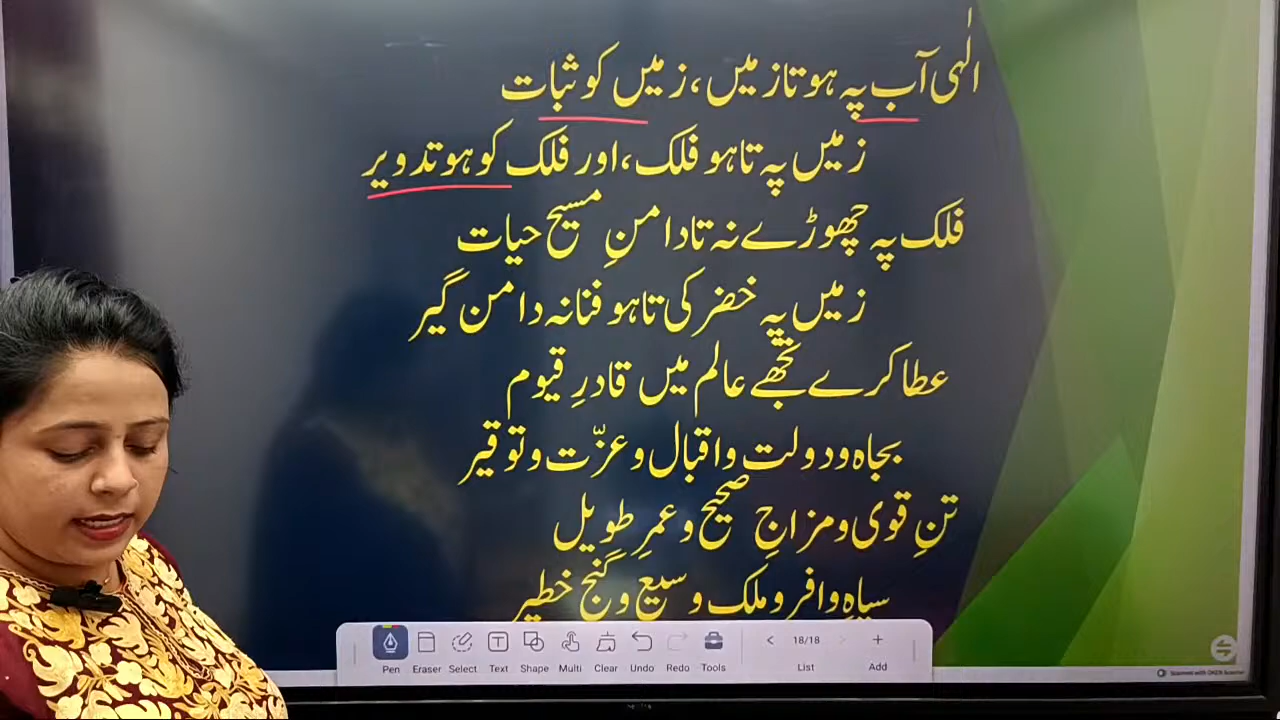 الٰہی آب پہ ہو تا زمیں، زمیں کو ثبات
زمیں پہ تا ہو فلک، اور فلک کو ہو تدویر
فلک پہ چھوڑے نہ تا دامنِ مسیح حیات
زمیں پہ خضر کی تا ہو فنا نہ دامن گیر
عطا کرے تجھے عالم میں قادرِ قیوم
بجاہ و دولت و اقبال و عزّت و توقیر
تنِ قوی و مزاجِ صحیح و عمرِ طویل
سپاہِ وافر و ملک وسیع و گنجِ خطیر
Pen Eraser Select Text Shape Multi Clear Undo Redo Tools < 18/18 > List + Add
Scanned with OKEN Scanner